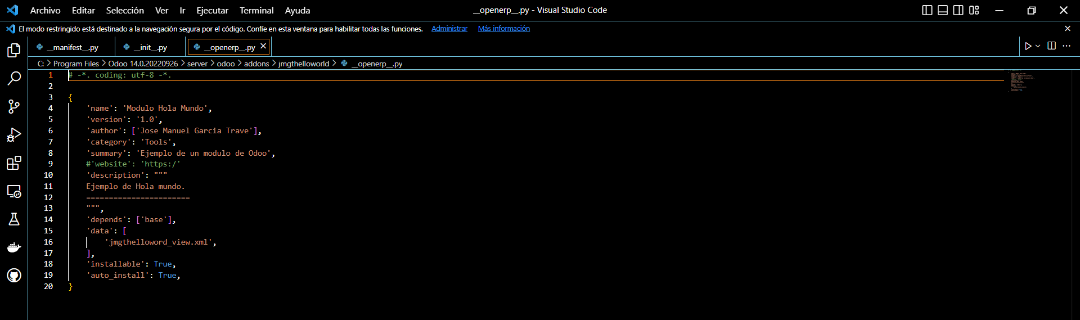 Archivo Editar Selección Ver Ir Ejecutar Terminal Ayuda __openerp__.py - Visual Studio Code
El modo restringido está destinado a la navegación segura por el código. Confíe en esta ventana para habilitar todas las funciones. Administrar Más información
__manifest__.py __init__.py __openerp__.py
C: > Program Files > Odoo 14.0.20220926 > server > odoo > addons > jmgthelloworld > __openerp__.py
1 # -*. coding: utf-8 -*.
2
3 {
4 'name': 'Modulo Hola Mundo',
5 'version': '1.0',
6 'author': ['Jose Manuel Garcia Trave'],
7 'category': 'Tools',
8 'summary': 'Ejemplo de un modulo de Odoo',
9 #'website': 'https:/'
10 'description': """
11 Ejemplo de Hola mundo.
12 =======================
13 """,
14 'depends': ['base'],
15 'data': [
16 'jmgthelloword_view.xml',
17 ],
18 'installable': True,
19 'auto_install': True,
20 }